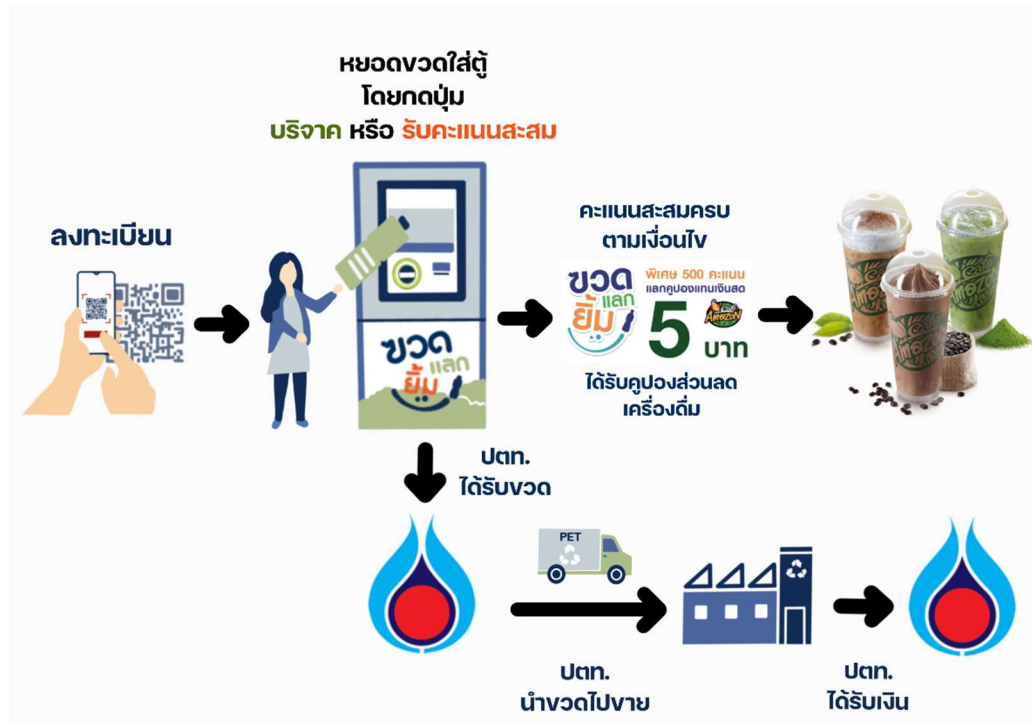 หยอดขวดใส่ตู้
โดยกดปุ่ม
บริจาค หรือ รับคะแนนสะสม
ลงทะเบียน
ขวด
แลก
ยิ้ม
คะแนนสะสมครบ
ตามเงื่อนไข
ขวด
แลก
ยิ้ม
พิเศษ 500 คะแนน
แลกคูปองแทนเงินสด
5
Amazon
บาท
ได้รับคูปองส่วนลด
เครื่องดื่ม
ปตท.
ได้รับขวด
PET
ปตท.
นำขวดไปขาย
ปตท.
ได้รับเงิน